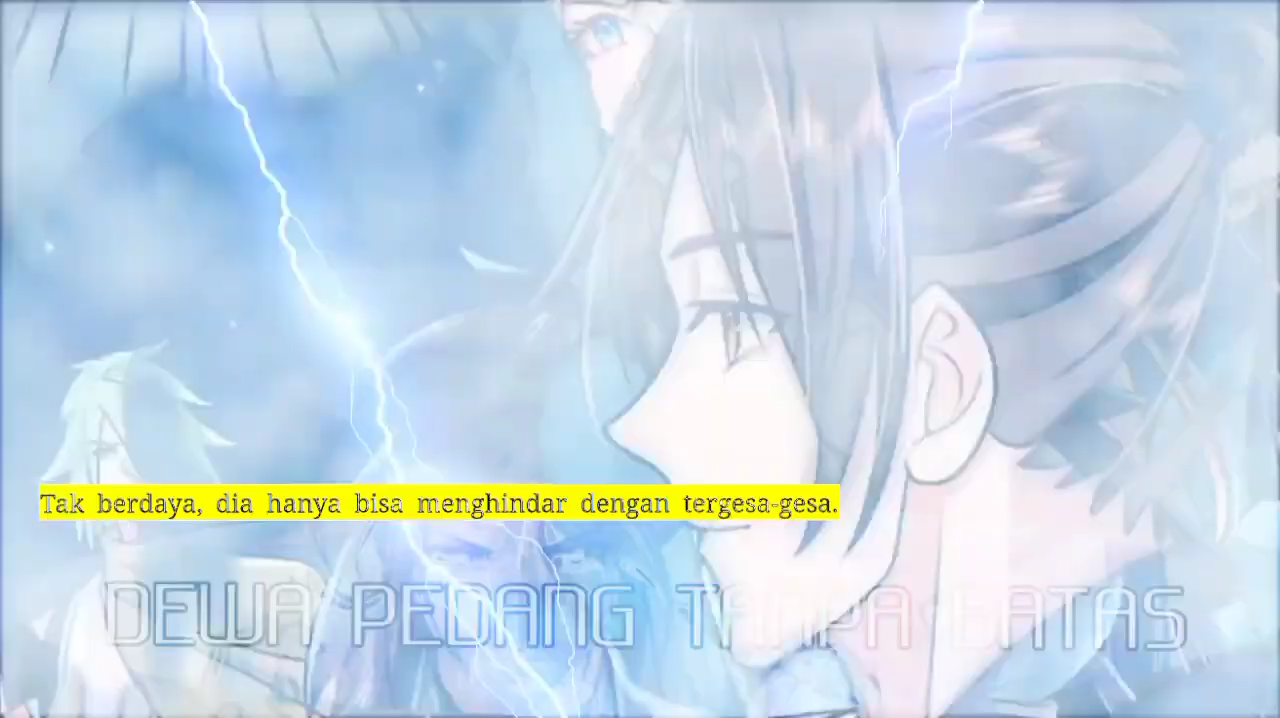 Tak berdaya, dia hanya bisa menghindar dengan tergesa-gesa.
DEWA PEDANG TANPA BATAS